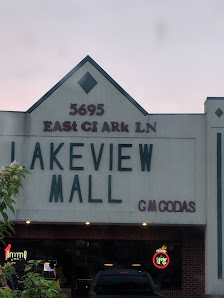 5695
EASt CL ARk LN
LAKEVIEW
MALL
GMCODAS